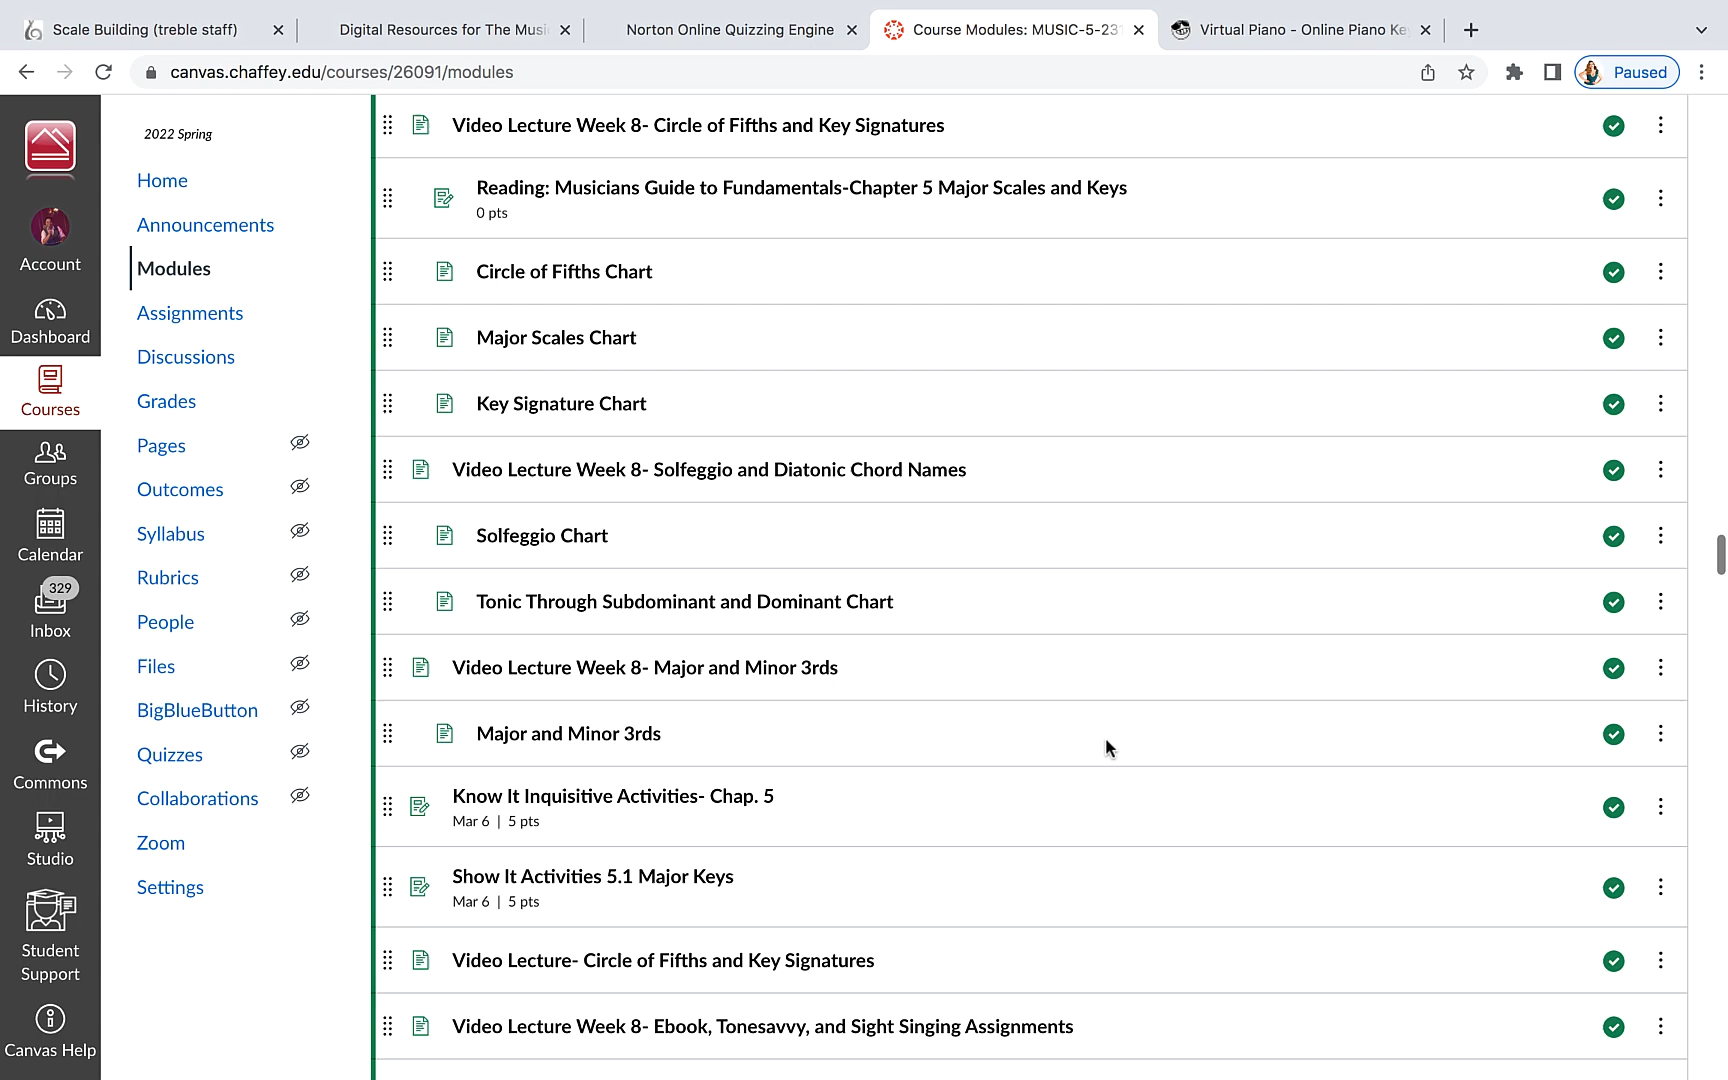 Scale Building (treble staff)
Digital Resources for The Musi
Norton Online Quizzing Engine
Course Modules: MUSIC-5-231
Virtual Piano - Online Piano Ke
canvas.chaffey.edu/courses/26091/modules
Paused
Account
Dashboard
Courses
Groups
Calendar
329
Inbox
History
Commons
Studio
Student
Support
Canvas Help
2022 Spring
Home
Announcements
Modules
Assignments
Discussions
Grades
Pages
Outcomes
Syllabus
Rubrics
People
Files
BigBlueButton
Quizzes
Collaborations
Zoom
Settings
Video Lecture Week 8- Circle of Fifths and Key Signatures
Reading: Musicians Guide to Fundamentals-Chapter 5 Major Scales and Keys
0 pts
Circle of Fifths Chart
Major Scales Chart
Key Signature Chart
Video Lecture Week 8- Solfeggio and Diatonic Chord Names
Solfeggio Chart
Tonic Through Subdominant and Dominant Chart
Video Lecture Week 8- Major and Minor 3rds
Major and Minor 3rds
Know It Inquisitive Activities- Chap. 5
Mar 6 | 5 pts
Show It Activities 5.1 Major Keys
Mar 6 | 5 pts
Video Lecture- Circle of Fifths and Key Signatures
Video Lecture Week 8- Ebook, Tonesavvy, and Sight Singing Assignments